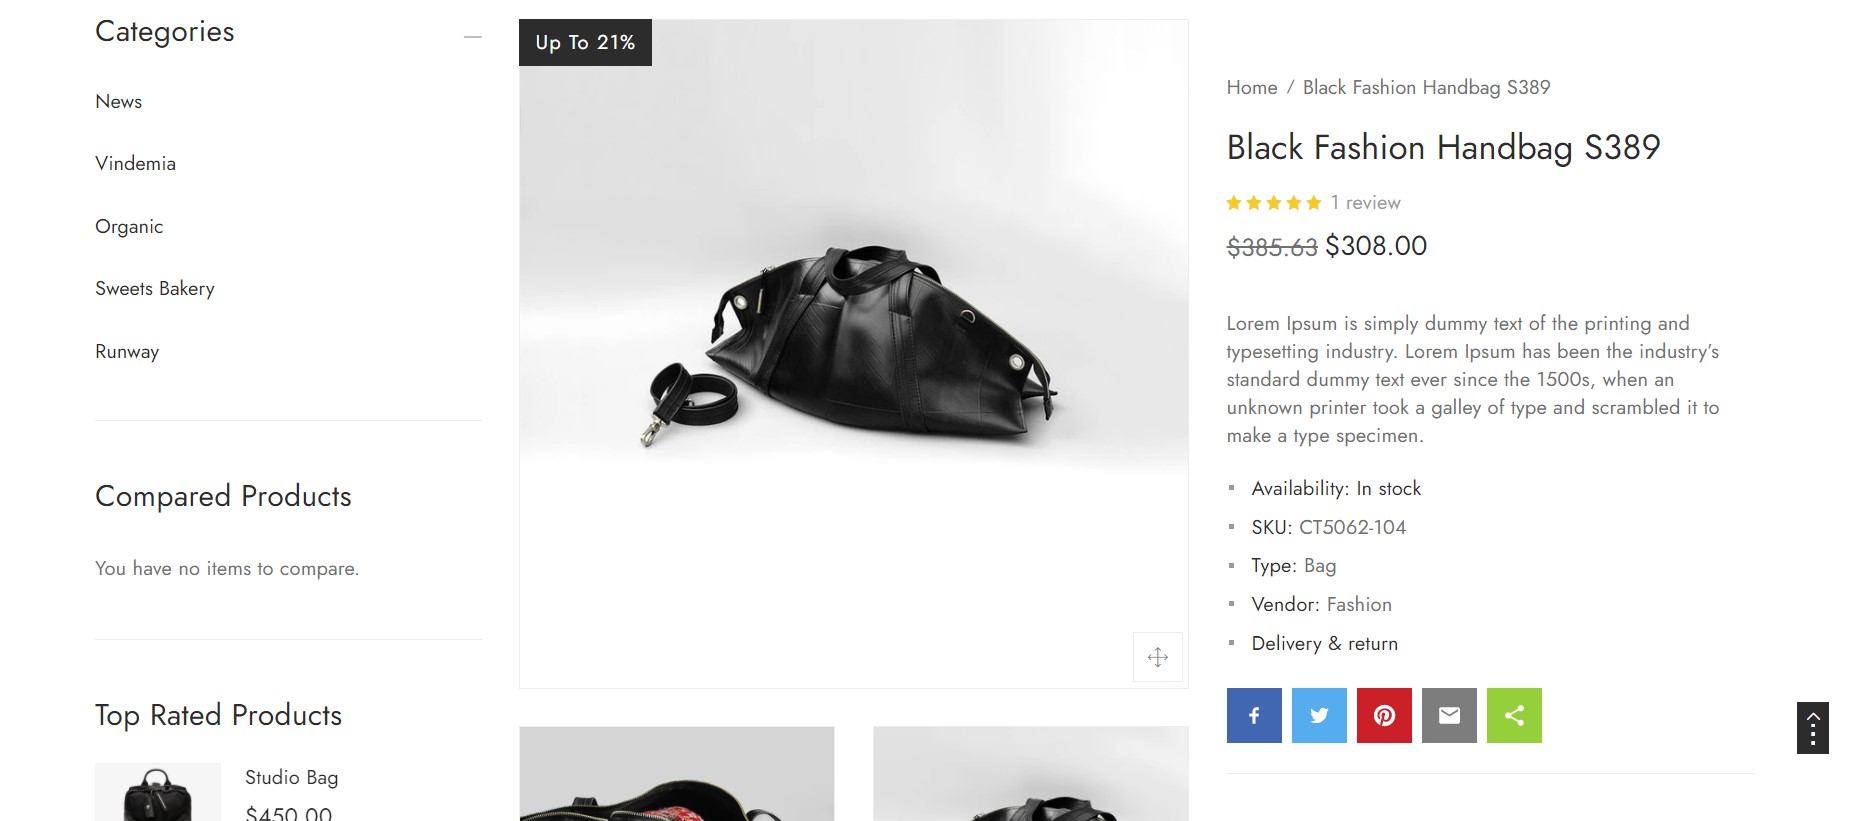 Categories
News
Vindemia
Organic
Sweets Bakery
Runway
Compared Products
You have no items to compare.
Top Rated Products
Studio Bag
$450.00
Up To 21%
Home / Black Fashion Handbag S389
Black Fashion Handbag S389
1 review
$385.63 $308.00
Lorem Ipsum is simply dummy text of the printing and
typesetting industry. Lorem Ipsum has been the industry’s
standard dummy text ever since the 1500s, when an
unknown printer took a galley of type and scrambled it to
make a type specimen.
Availability: In stock
SKU: CT5062-104
Type: Bag
Vendor: Fashion
Delivery & return